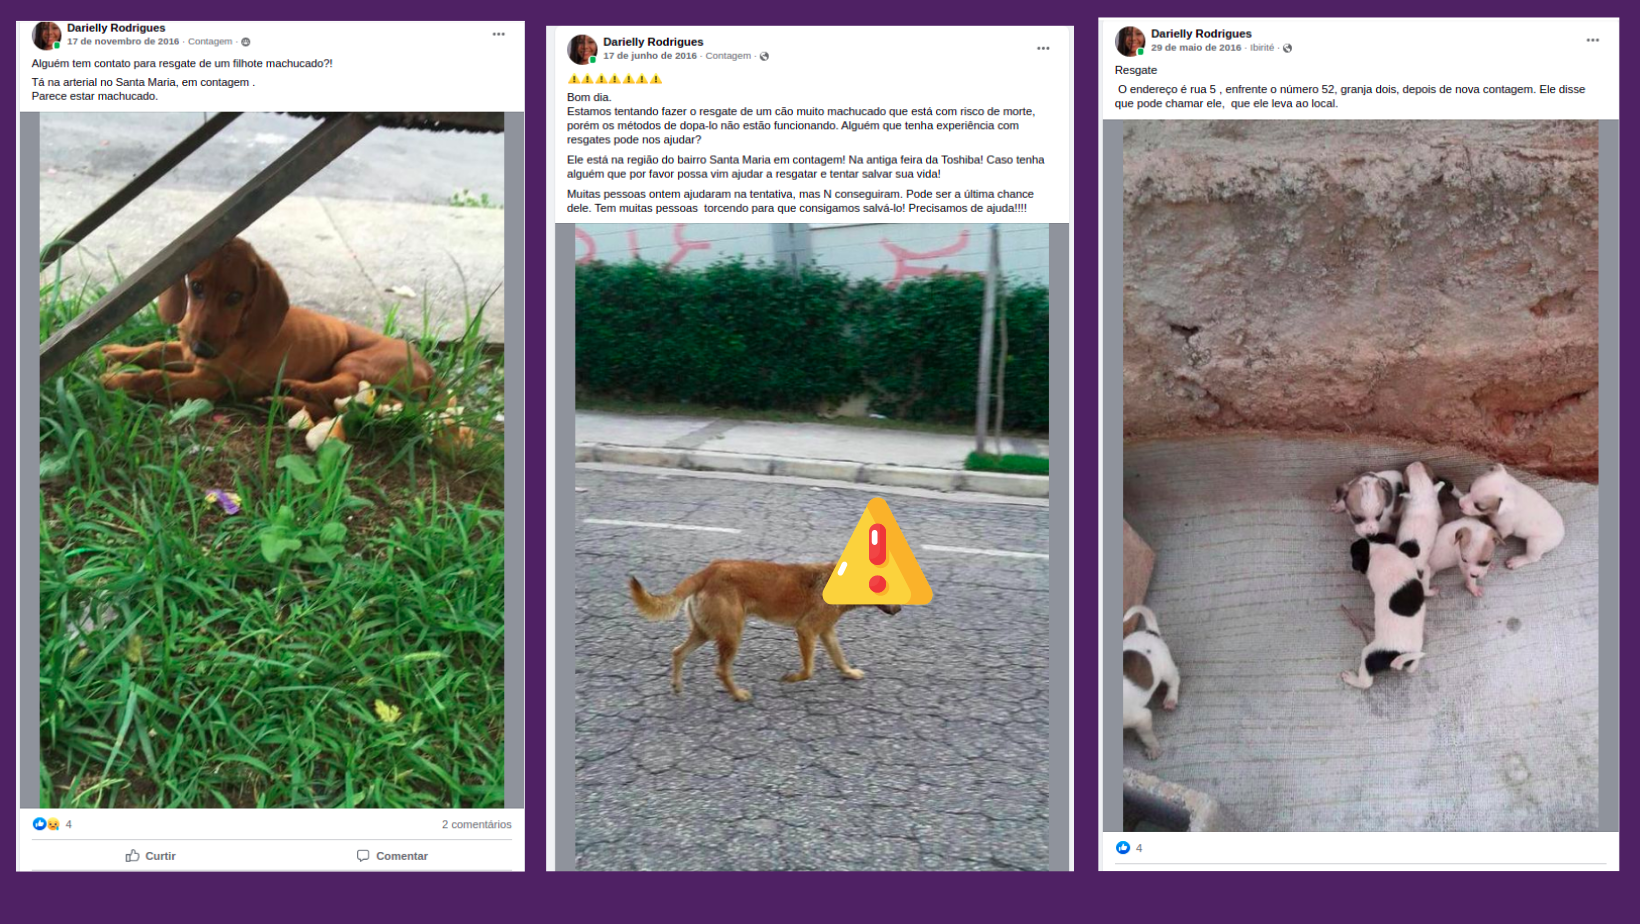 Darielly Rodrigues
17 de novembro de 2016 · Contagem ·
Alguém tem contato para resgate de um filhote machucado?!
Tá na arterial no Santa Maria, em contagem .
Parece estar machucado.
4
2 comentários
Curtir
Comentar
Darielly Rodrigues
17 de junho de 2016 · Contagem ·
Bom dia.
Estamos tentando fazer o resgate de um cão muito machucado que está com risco de morte,
porém os métodos de dopa-lo não estão funcionando. Alguém que tenha experiência com
resgates pode nos ajudar?
Ele está na região do bairro Santa Maria em contagem! Na antiga feira da Toshiba! Caso tenha
alguém que por favor possa vim ajudar a resgatar e tentar salvar sua vida!
Muitas pessoas ontem ajudaram na tentativa, mas N conseguiram. Pode ser a última chance
dele. Tem muitas pessoas  torcendo para que consigamos salvá-lo! Precisamos de ajuda!!!!
Darielly Rodrigues
29 de maio de 2016 · Ibirité ·
Resgate
O endereço é rua 5 , enfrente o número 52, granja dois, depois de nova contagem. Ele disse
que pode chamar ele,  que ele leva ao local.
4